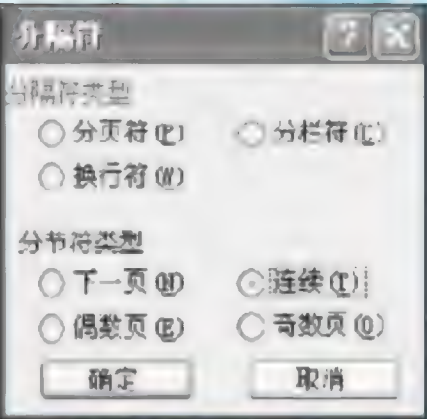 分隔符
分隔符类型
分页符(P) 分栏符(C)
换行符(W)
分节符类型
下一页(N) 连续(T)
偶数页(E) 奇数页(O)
确定 取消